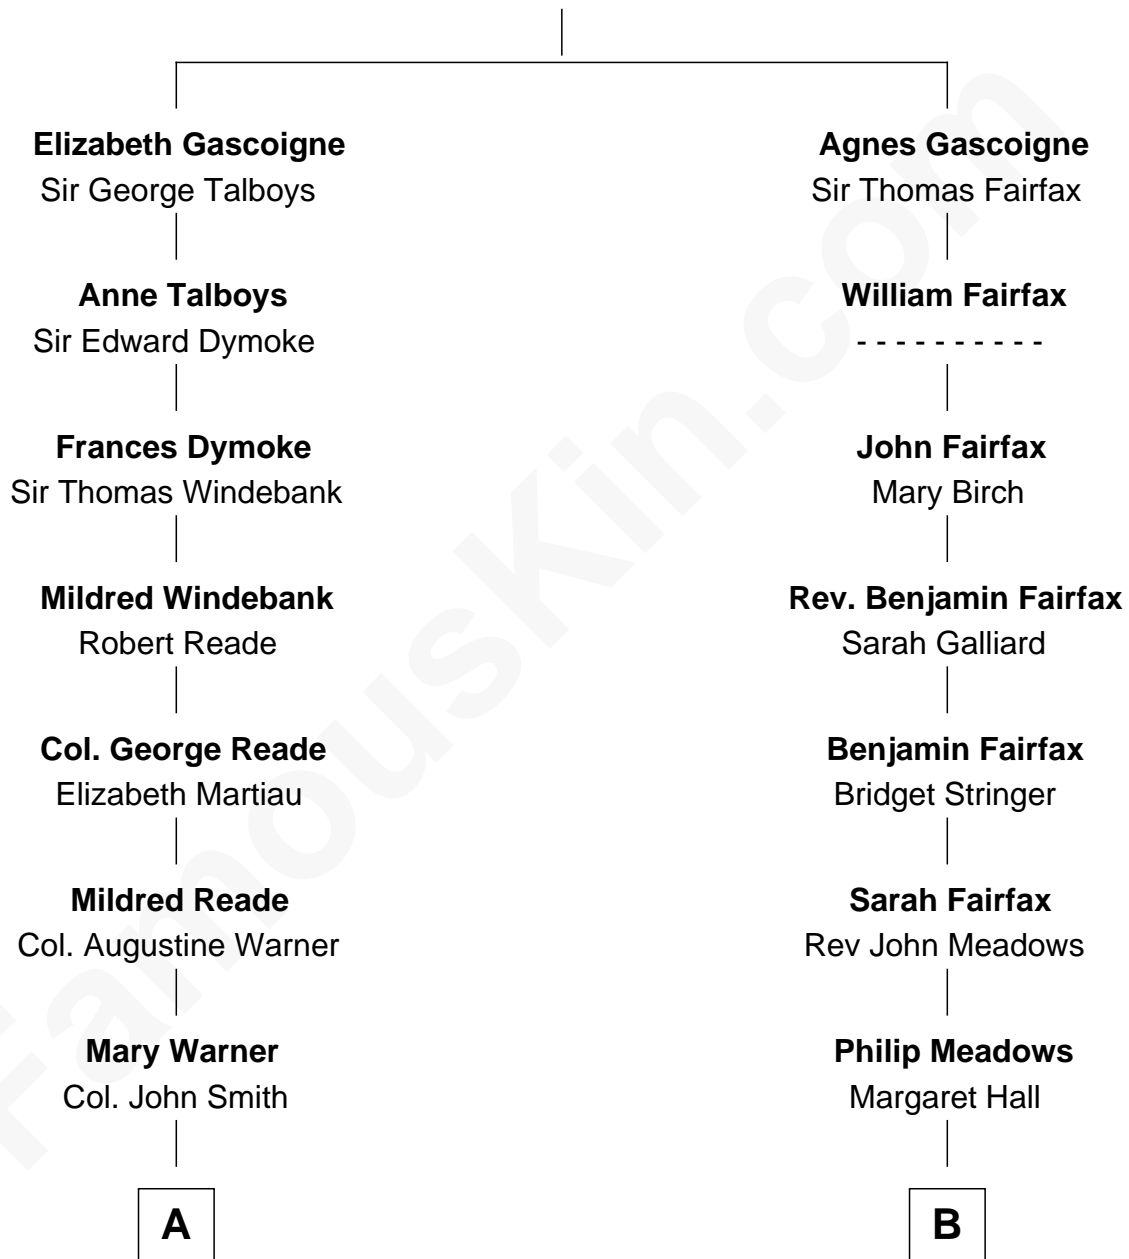 Elizabeth Gascoigne
Sir George Talboys
Anne Talboys
Sir Edward Dymoke
Frances Dymoke
Sir Thomas Windebank
Mildred Windebank
Robert Reade
Col. George Reade
Elizabeth Martiau
Mildred Reade
Col. Augustine Warner
Mary Warner
Col. John Smith
A
Agnes Gascoigne
Sir Thomas Fairfax
William Fairfax
- - - - - - - - - -
John Fairfax
Mary Birch
Rev. Benjamin Fairfax
Sarah Galliard
Benjamin Fairfax
Bridget Stringer
Sarah Fairfax
Rev John Meadows
Philip Meadows
Margaret Hall
B
FamousKin.com